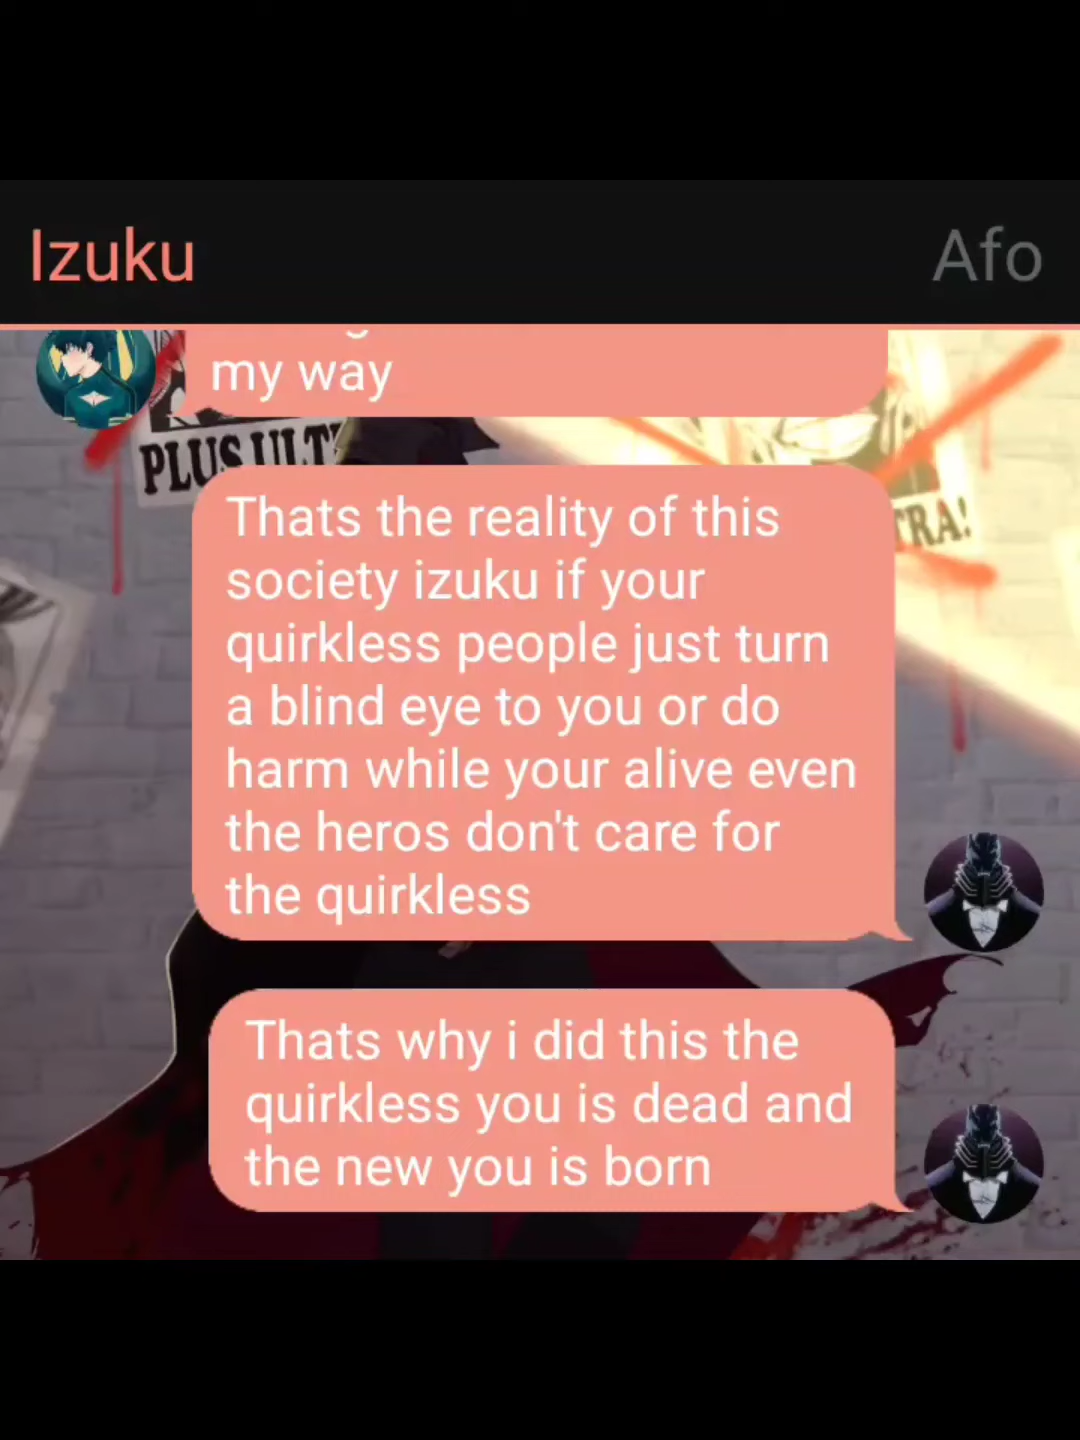 Izuku
Afo
my way
PLUS ULT
TRA!
Thats the reality of this
society izuku if your
quirkless people just turn
a blind eye to you or do
harm while your alive even
the heros don't care for
the quirkless
Thats why i did this the
quirkless you is dead and
the new you is born